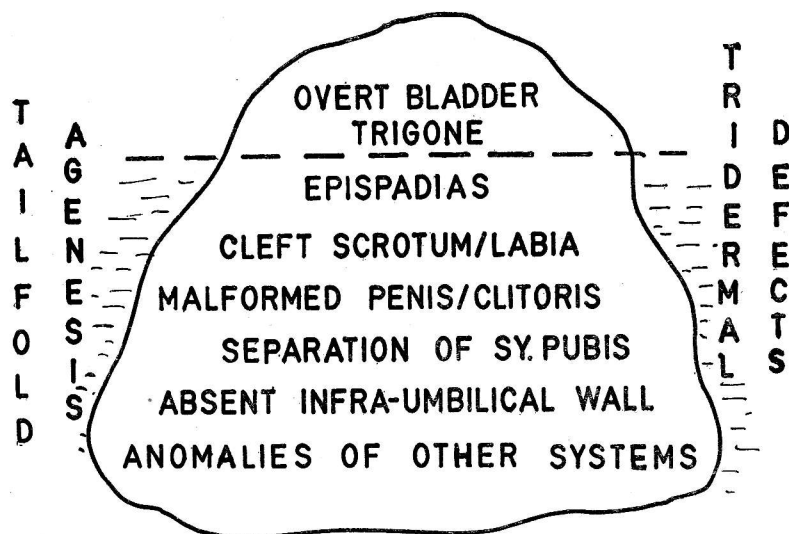 TAILFOLD
AGENESIS
OVERT BLADDER
TRIGONE
EPISPADIAS
CLEFT SCROTUM/LABIA
MALFORMED PENIS/CLITORIS
SEPARATION OF SY. PUBIS
ABSENT INFRA-UMBILICAL WALL
ANOMALIES OF OTHER SYSTEMS
TRIDERMAL
DEFECTS